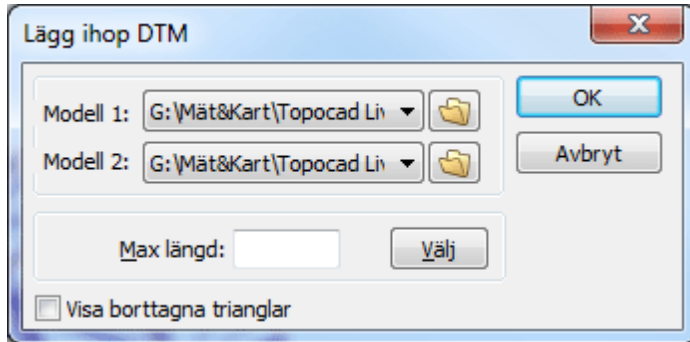 Lägg ihop DTM
Modell 1: G:\Mät&Kart\Topocad Liv
OK
Modell 2: G:\Mät&Kart\Topocad Liv
Avbryt
Max längd:
Välj
Visa borttagna trianglar